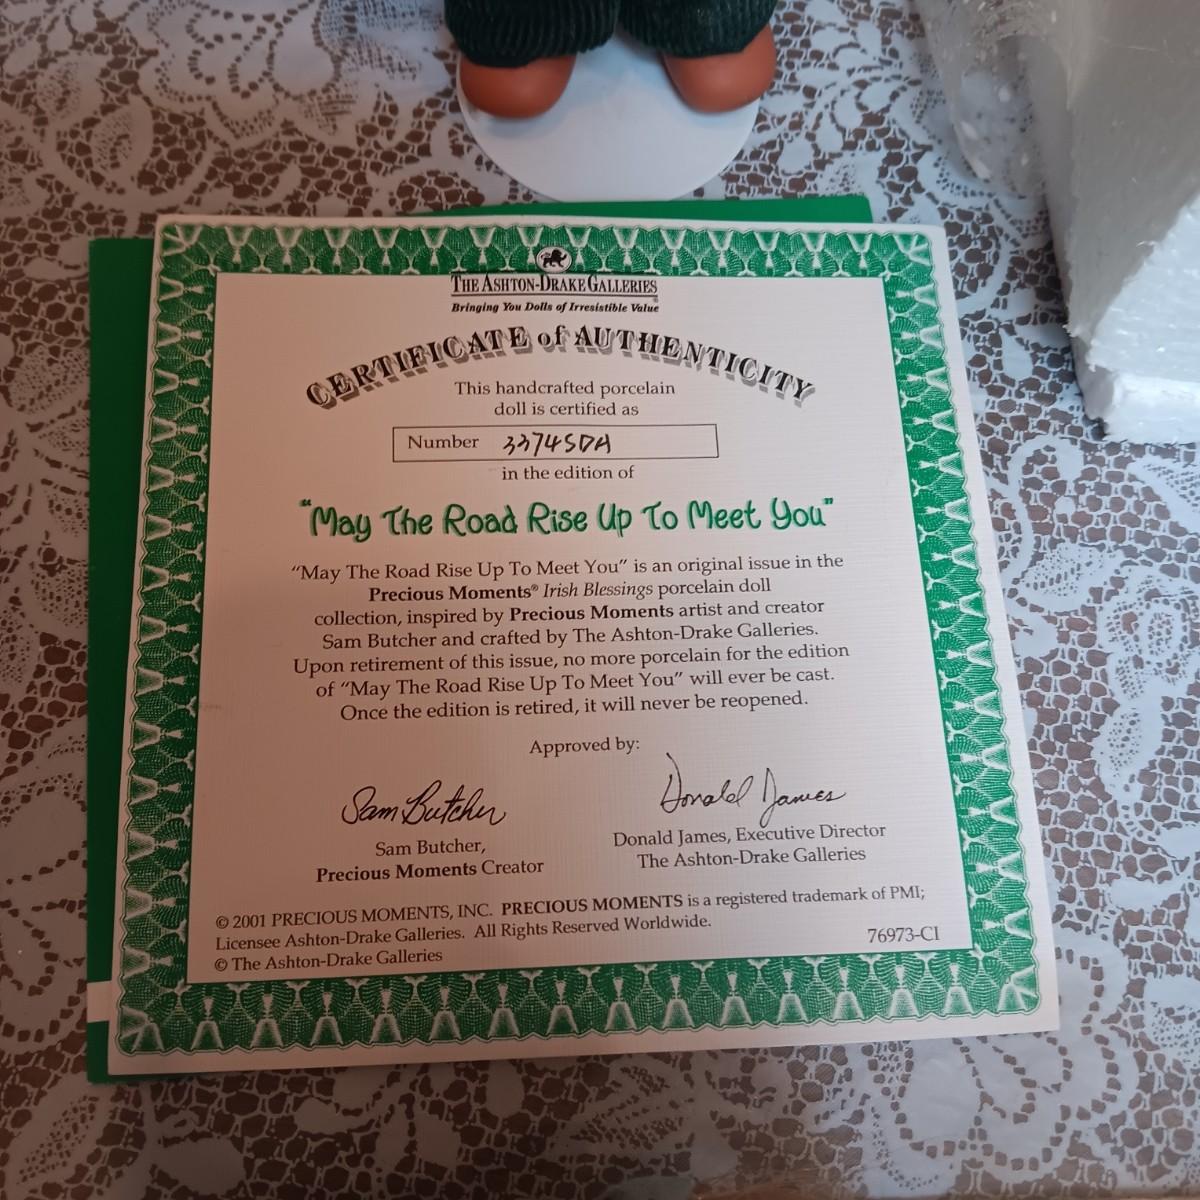 THE ASHTON-DRAKE GALLERIES
Bringing You Dolls of Irresistible Value
CERTIFICATE of AUTHENTICITY
This handcrafted porcelain
doll is certified as
Number 3374SDA
in the edition of
"May The Road Rise Up To Meet You"
"May The Road Rise Up To Meet You" is an original issue in the
Precious Moments® Irish Blessings porcelain doll
collection, inspired by Precious Moments artist and creator
Sam Butcher and crafted by The Ashton-Drake Galleries.
Upon retirement of this issue, no more porcelain for the edition
of "May The Road Rise Up To Meet You" will ever be cast.
Once the edition is retired, it will never be reopened.
Approved by:
Sam Butcher Donald James
Sam Butcher, Donald James, Executive Director
Precious Moments Creator The Ashton-Drake Galleries
© 2001 PRECIOUS MOMENTS, INC. PRECIOUS MOMENTS is a registered trademark of PMI;
Licensee Ashton-Drake Galleries. All Rights Reserved Worldwide.
© The Ashton-Drake Galleries 76973-CI